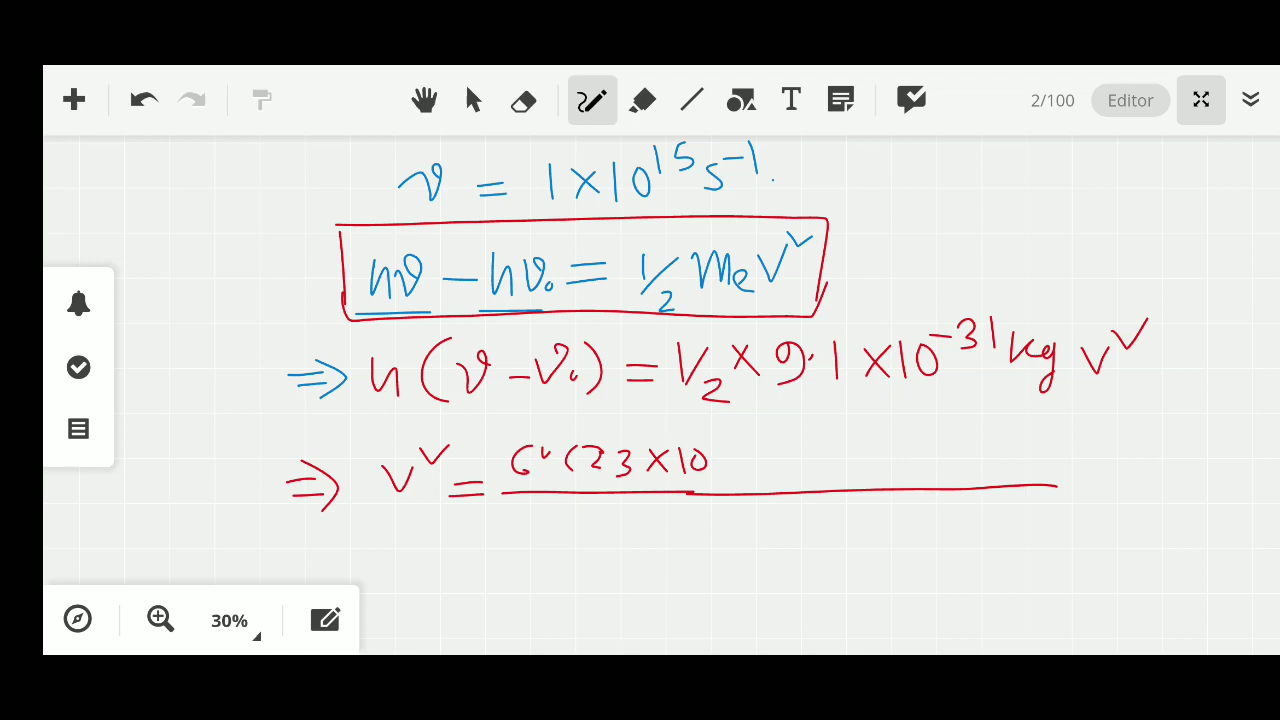 2/100 Editor
ν = 1 × 10¹⁵ s⁻¹.
hν − hν₀ = 1/2 meV²
⇒ h(ν − ν₀) = 1/2 × 9.1 × 10⁻³¹ kg v²
⇒ v² = 6.623 × 10
30%